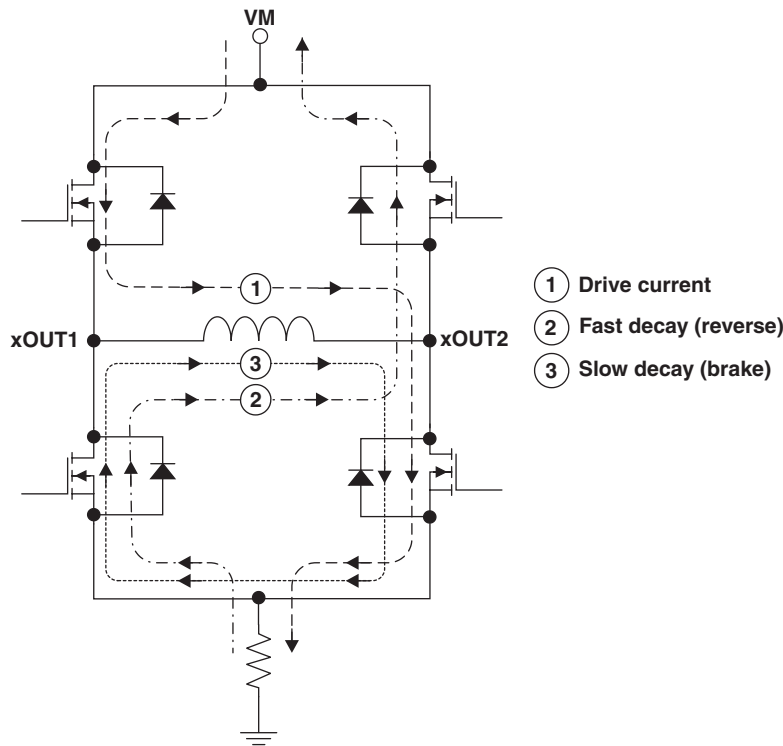 VM
1
xOUT1
xOUT2
3
2
1 Drive current
2 Fast decay (reverse)
3 Slow decay (brake)